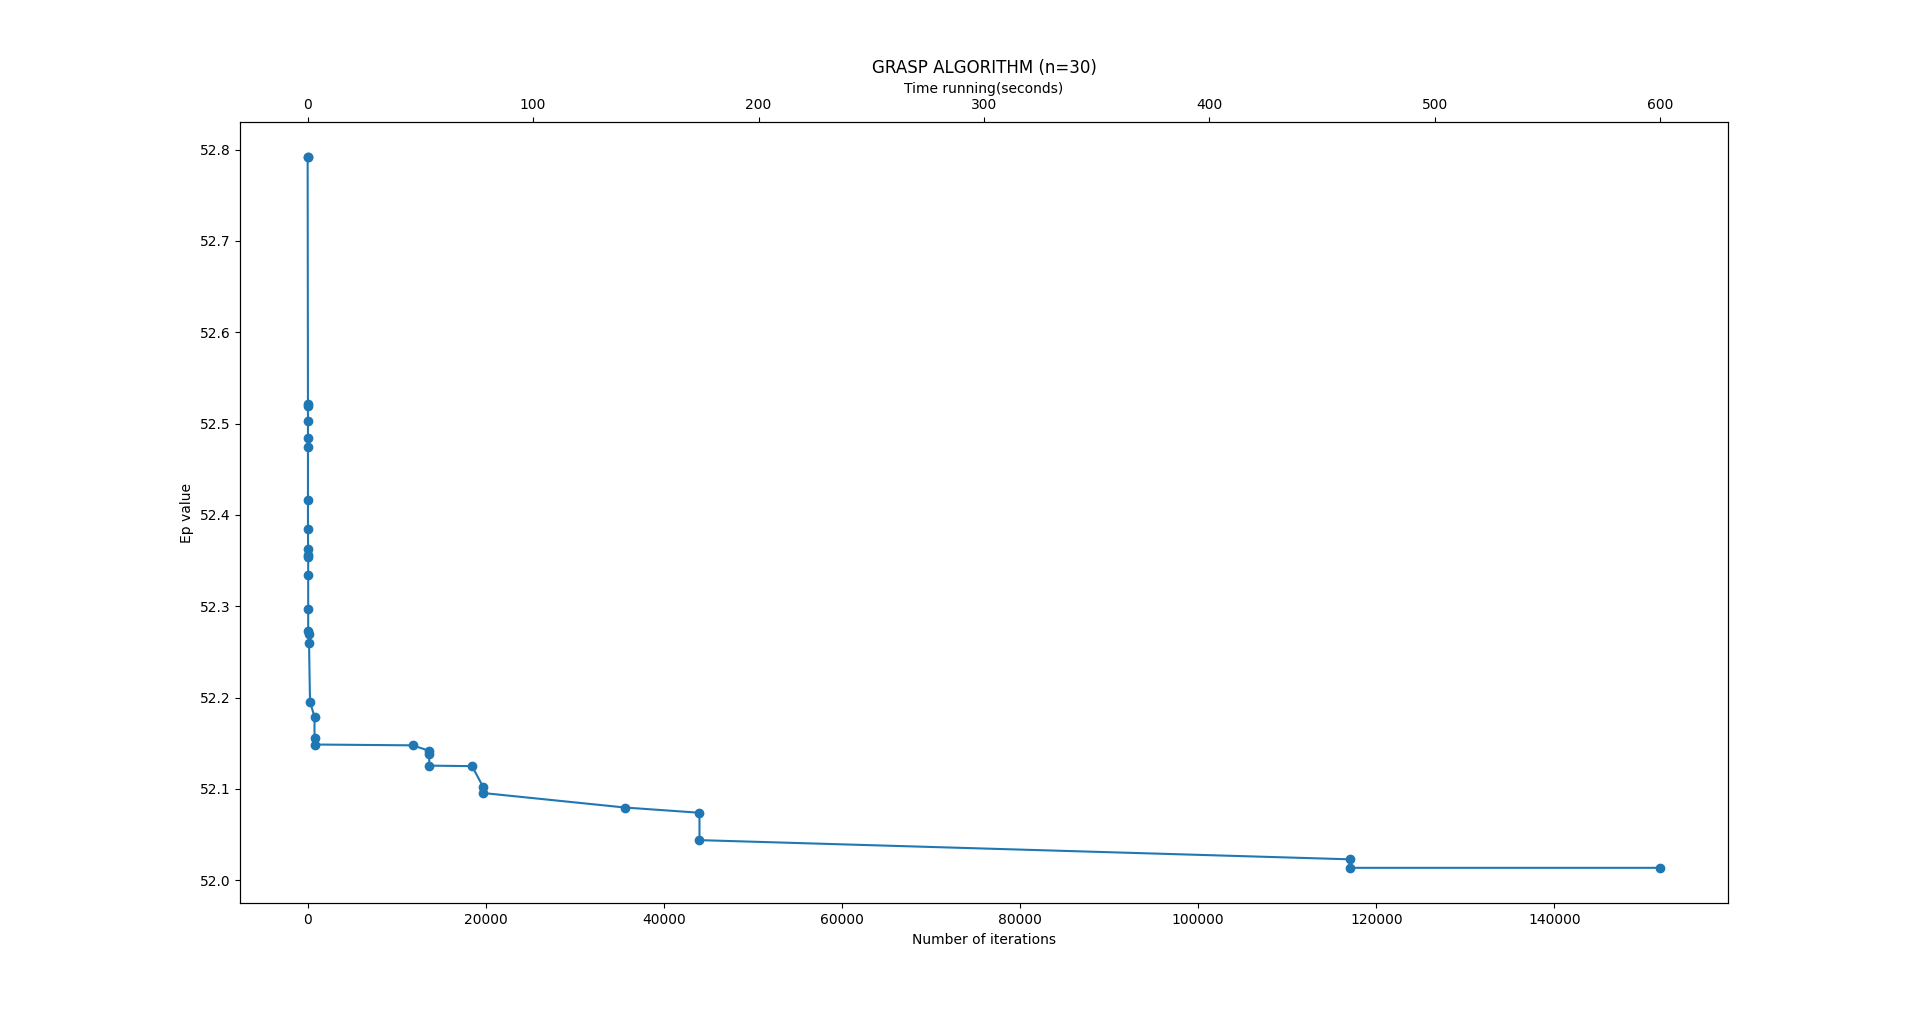 GRASP ALGORITHM (n=30)
Time running(seconds)
0 100 200 300 400 500 600
52.8
52.7
52.6
52.5
52.4
52.3
52.2
52.1
52.0
Ep value
0 20000 40000 60000 80000 100000 120000 140000
Number of iterations